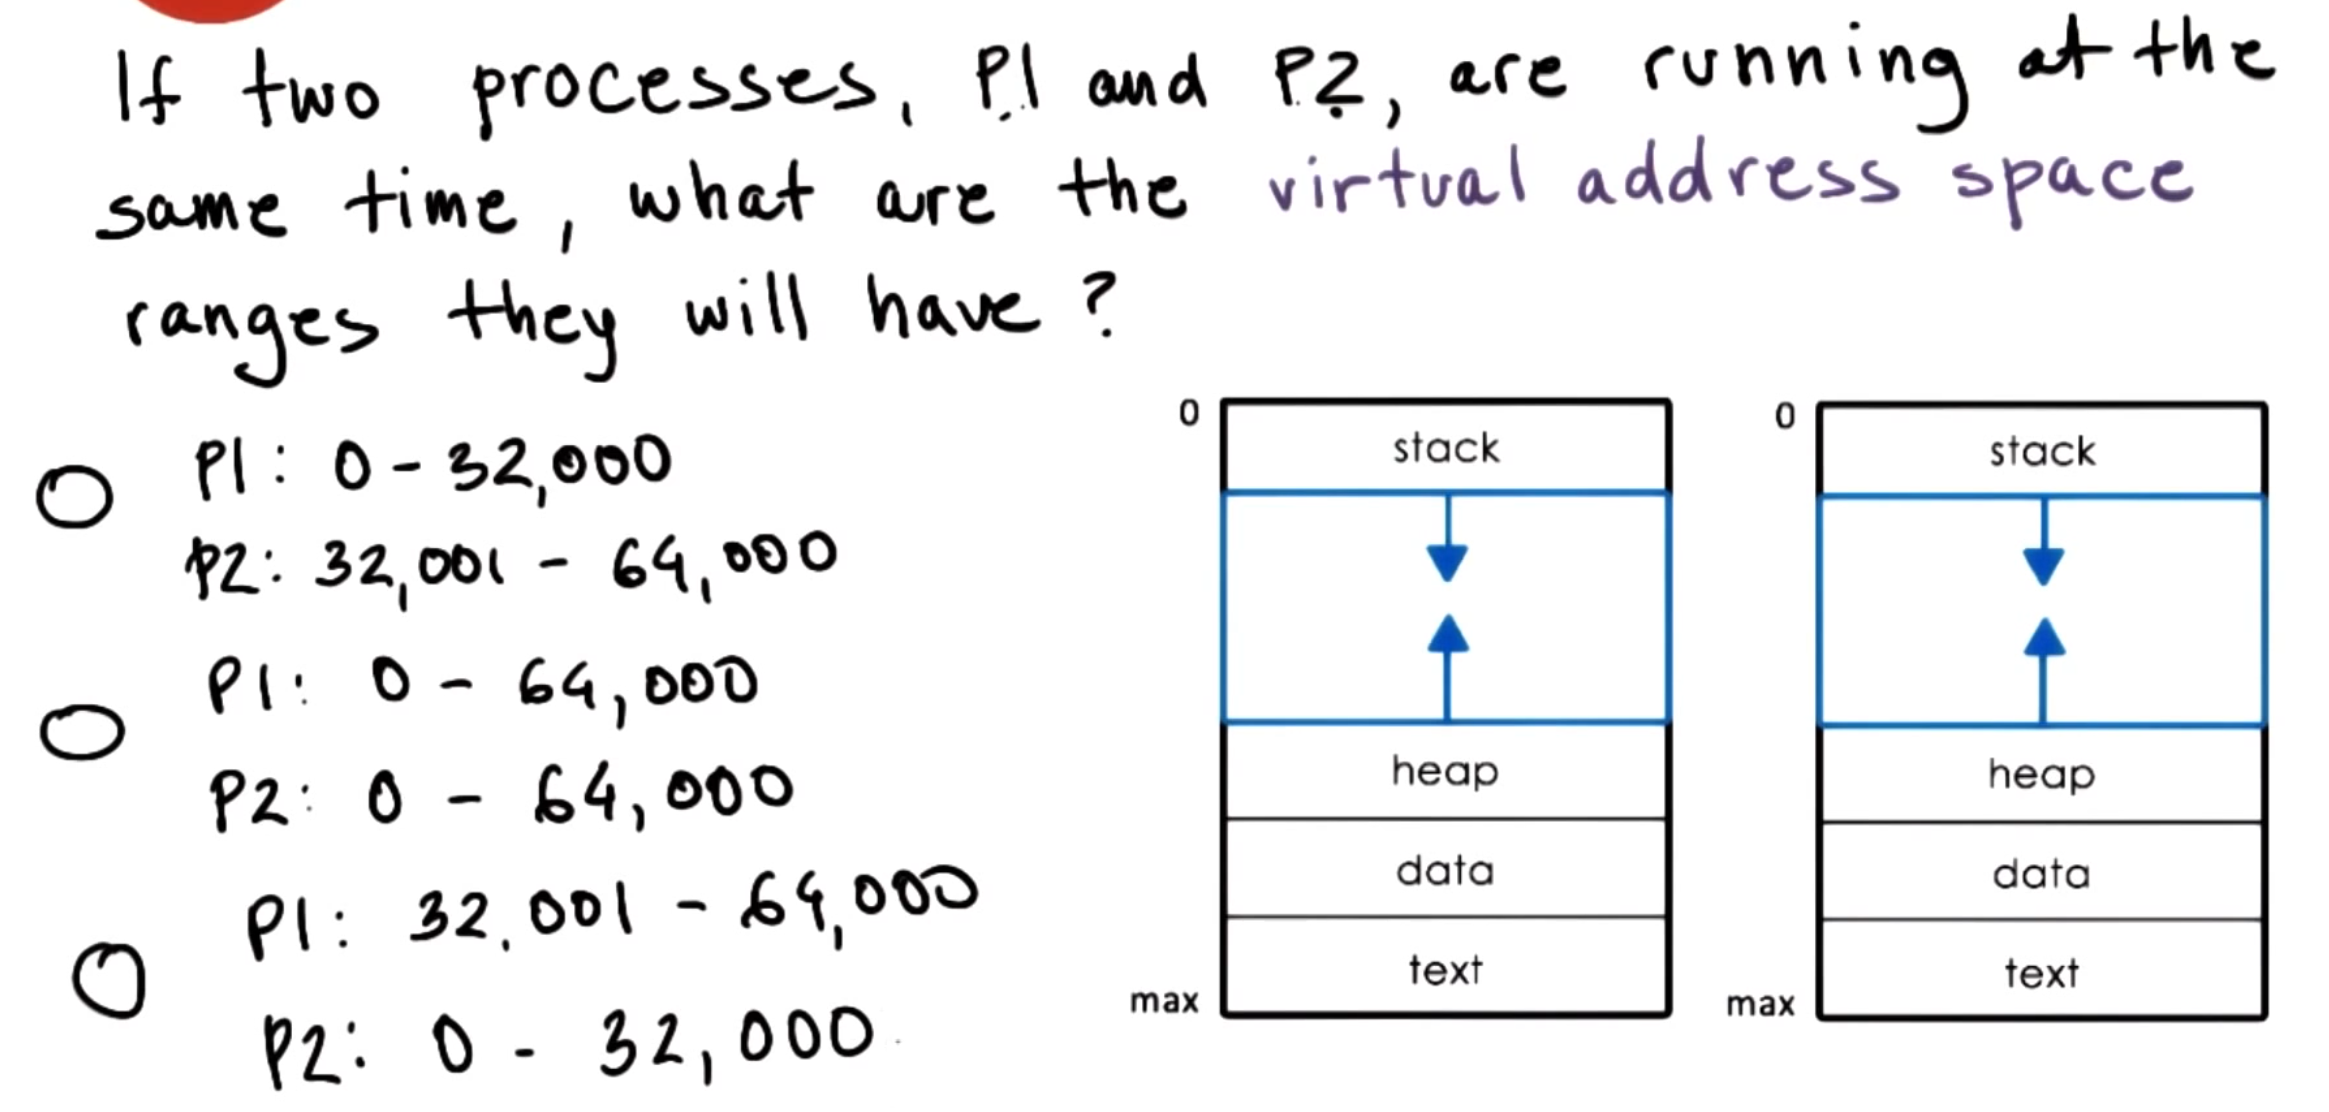 If two processes, P1 and P2, are running at the
same time, what are the virtual address space
ranges they will have?
P1: 0 - 32,000
P2: 32,001 - 64,000
P1: 0 - 64,000
P2: 0 - 64,000
P1: 32,001 - 64,000
P2: 0 - 32,000
0
stack
heap
data
text
max
0
stack
heap
data
text
max